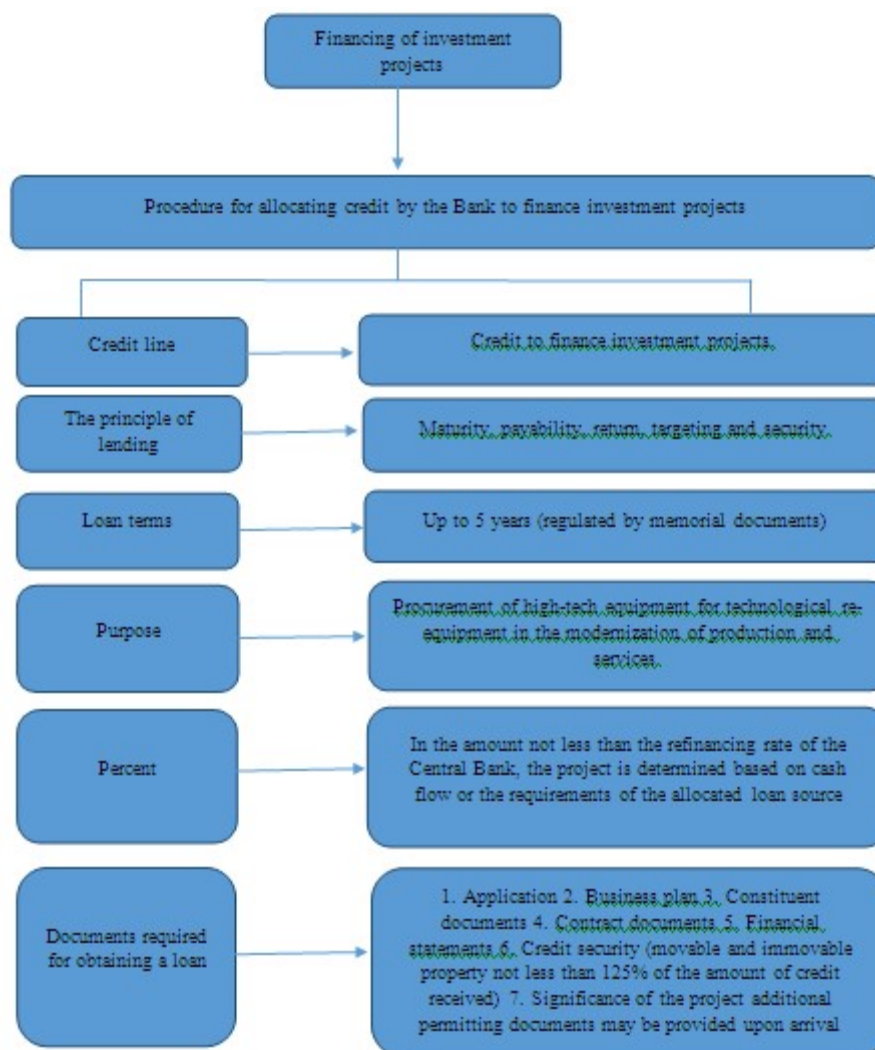 Financing of investment
projects
Procedure for allocating credit by the Bank to finance investment projects
Credit line
Credit to finance investment projects.
The principle of
lending
Maturity, payability, return, targeting and security.
Loan terms
Up to 5 years (regulated by memorial documents)
Purpose
Procurement of high-tech equipment for technological re-
equipment in the modernization of production and
services.
Percent
In the amount not less than the refinancing rate of the
Central Bank, the project is determined based on cash
flow or the requirements of the allocated loan source
Documents required
for obtaining a loan
1. Application 2. Business plan 3. Constituent
documents 4. Contract documents 5. Financial
statements 6. Credit security (movable and immovable
property not less than 125% of the amount of credit
received) 7. Significance of the project additional
permitting documents may be provided upon arrival